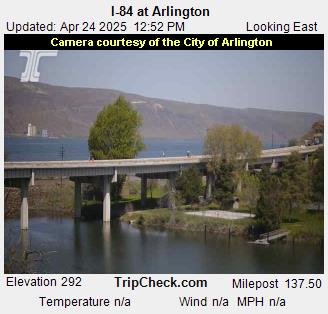 I-84 at Arlington
Updated: Apr 24 2025 12:52 PM Looking East
Camera courtesy of the City of Arlington
Elevation 292 TripCheck.com Milepost 137.50
Temperature n/a Wind n/a MPH n/a